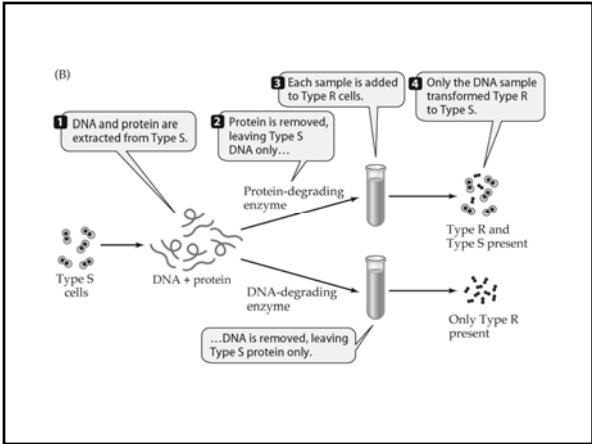 (B)
1 DNA and protein are
extracted from Type S.
2 Protein is removed,
leaving Type S
DNA only…
3 Each sample is added
to Type R cells.
4 Only the DNA sample
transformed Type R
to Type S.
Protein-degrading
enzyme
Type R and
Type S present
Type S
cells
DNA + protein
DNA-degrading
enzyme
Only Type R
present
…DNA is removed, leaving
Type S protein only.